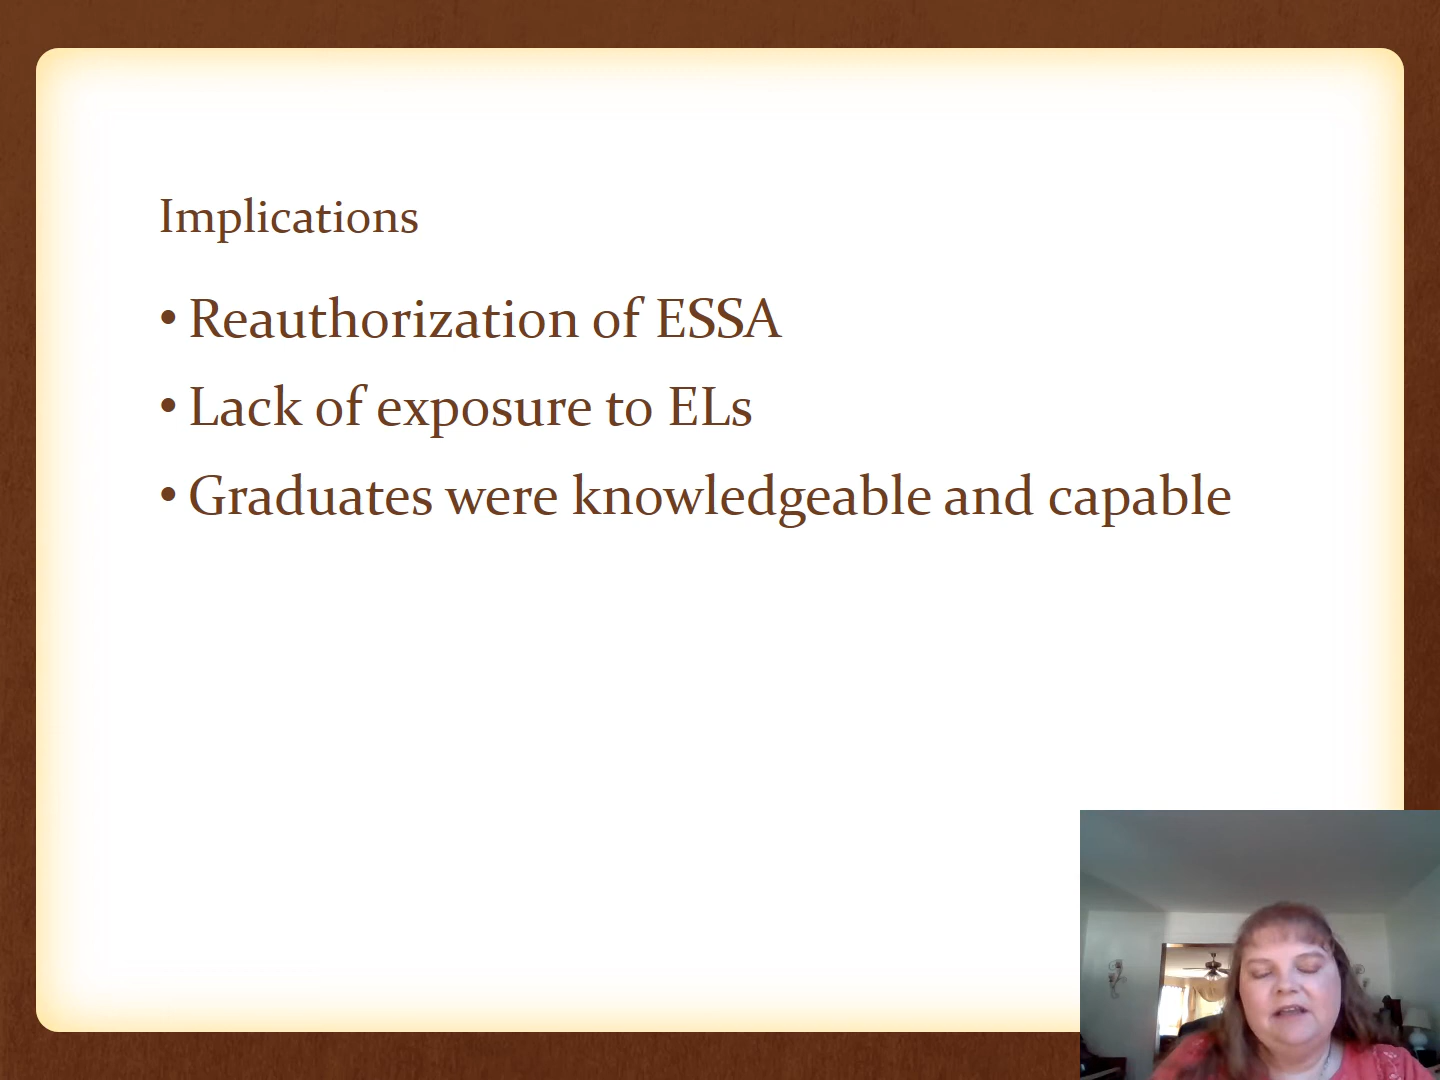 Implications
• Reauthorization of ESSA
• Lack of exposure to ELs
• Graduates were knowledgeable and capable